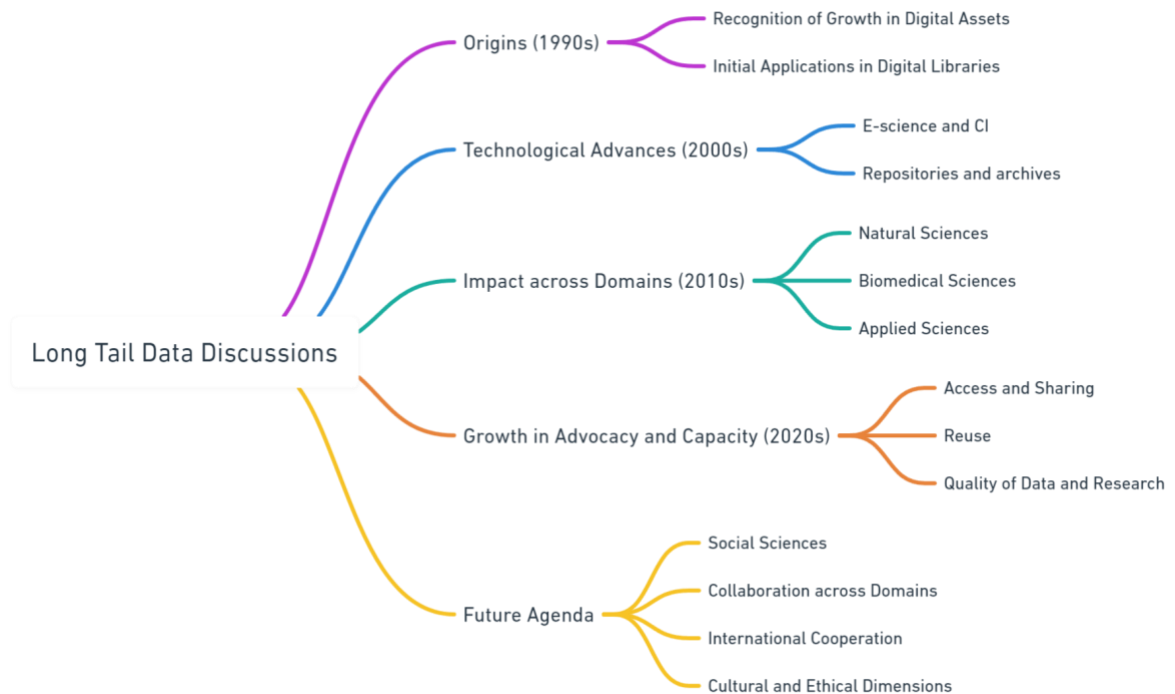 Long Tail Data Discussions
Origins (1990s)
Recognition of Growth in Digital Assets
Initial Applications in Digital Libraries
Technological Advances (2000s)
E-science and CI
Repositories and archives
Impact across Domains (2010s)
Natural Sciences
Biomedical Sciences
Applied Sciences
Growth in Advocacy and Capacity (2020s)
Access and Sharing
Reuse
Quality of Data and Research
Future Agenda
Social Sciences
Collaboration across Domains
International Cooperation
Cultural and Ethical Dimensions